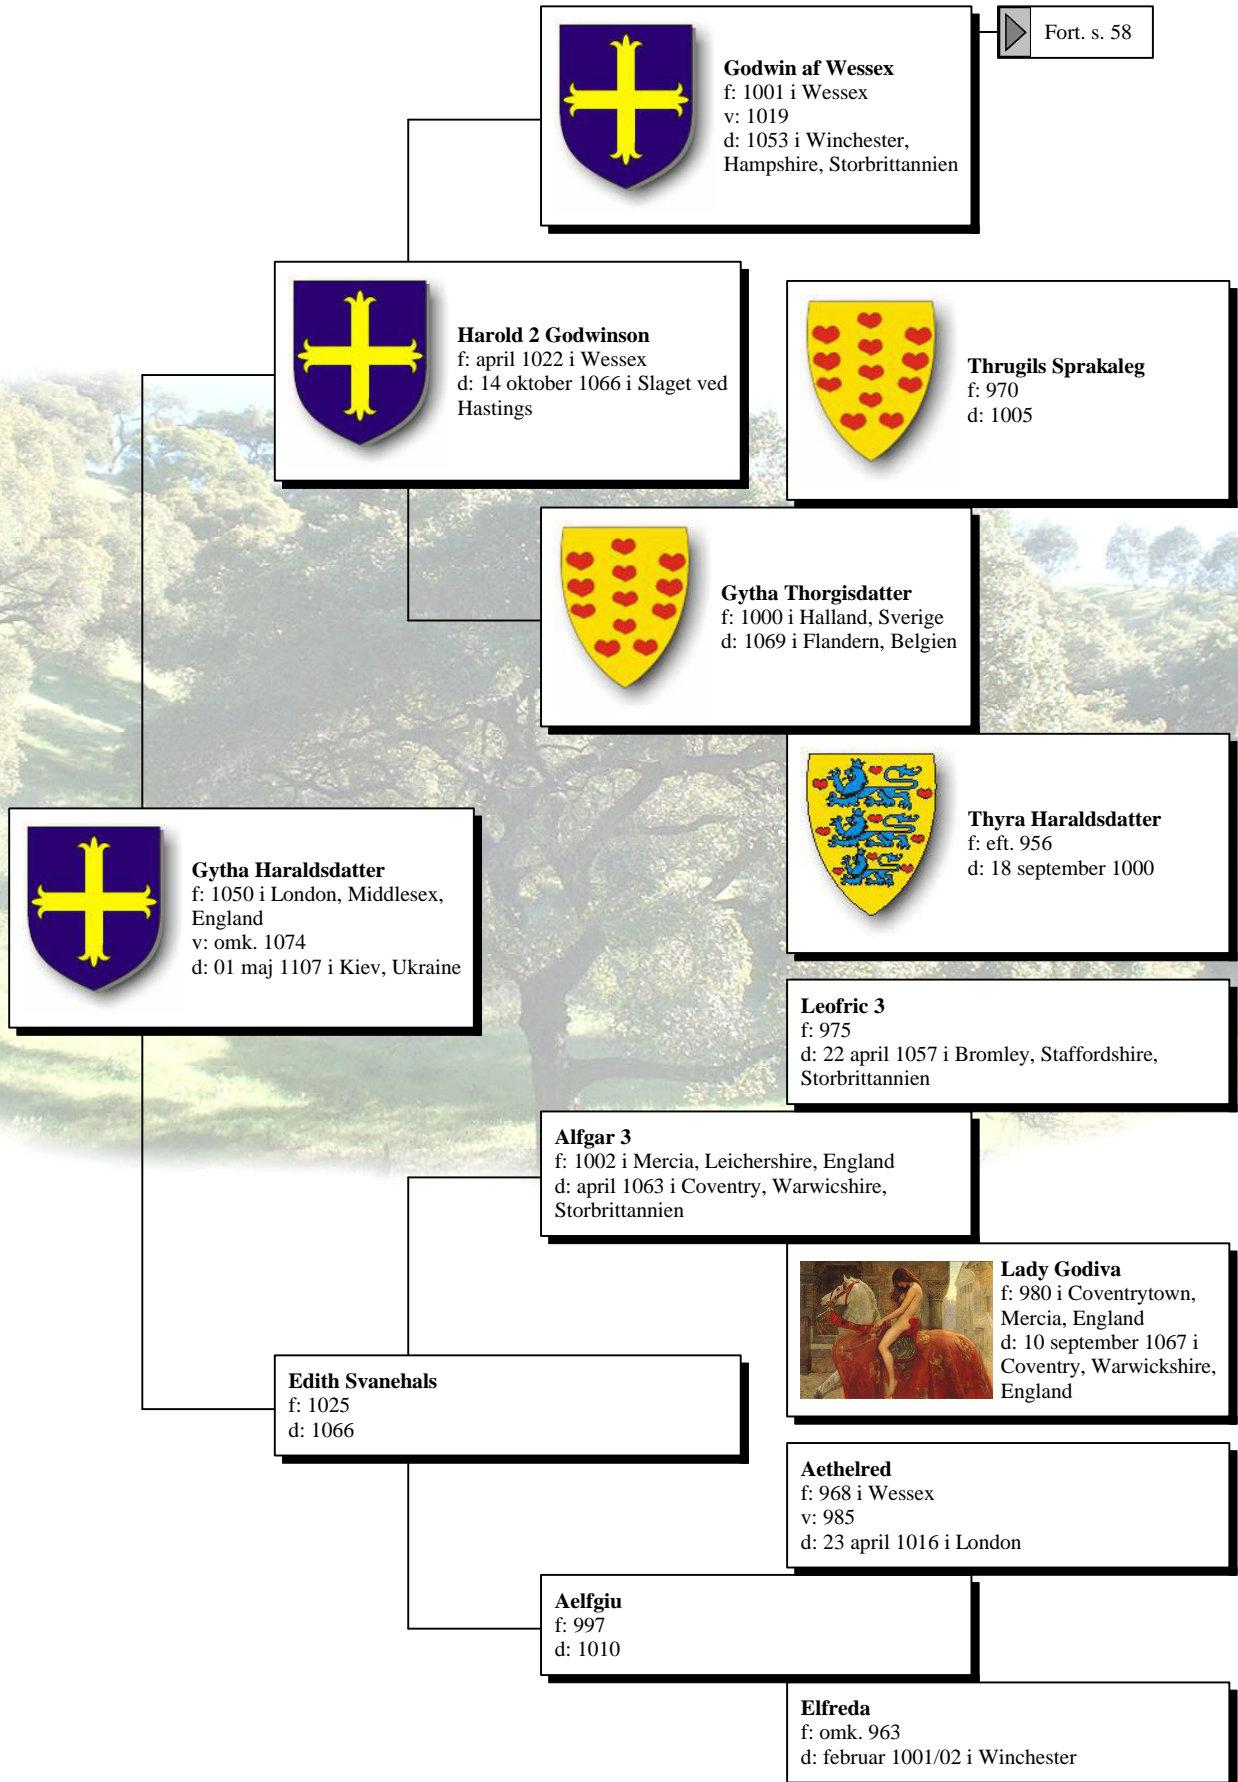 Fort. s. 58
Godwin af Wessex
f: 1001 i Wessex
v: 1019
d: 1053 i Winchester,
Hampshire, Storbrittannien
Harold 2 Godwinson
f: april 1022 i Wessex
d: 14 oktober 1066 i Slaget ved
Hastings
Thrugils Sprakaleg
f: 970
d: 1005
Gytha Thorgisdatter
f: 1000 i Halland, Sverige
d: 1069 i Flandern, Belgien
Thyra Haraldsdatter
f: eft. 956
d: 18 september 1000
Gytha Haraldsdatter
f: 1050 i London, Middlesex,
England
v: omk. 1074
d: 01 maj 1107 i Kiev, Ukraine
Leofric 3
f: 975
d: 22 april 1057 i Bromley, Staffordshire,
Storbrittannien
Alfgar 3
f: 1002 i Mercia, Leichershire, England
d: april 1063 i Coventry, Warwicshire,
Storbrittannien
Lady Godiva
f: 980 i Coventrytown,
Mercia, England
d: 10 september 1067 i
Coventry, Warwickshire,
England
Edith Svanehals
f: 1025
d: 1066
Aethelred
f: 968 i Wessex
v: 985
d: 23 april 1016 i London
Aelfgiu
f: 997
d: 1010
Elfreda
f: omk. 963
d: februar 1001/02 i Winchester